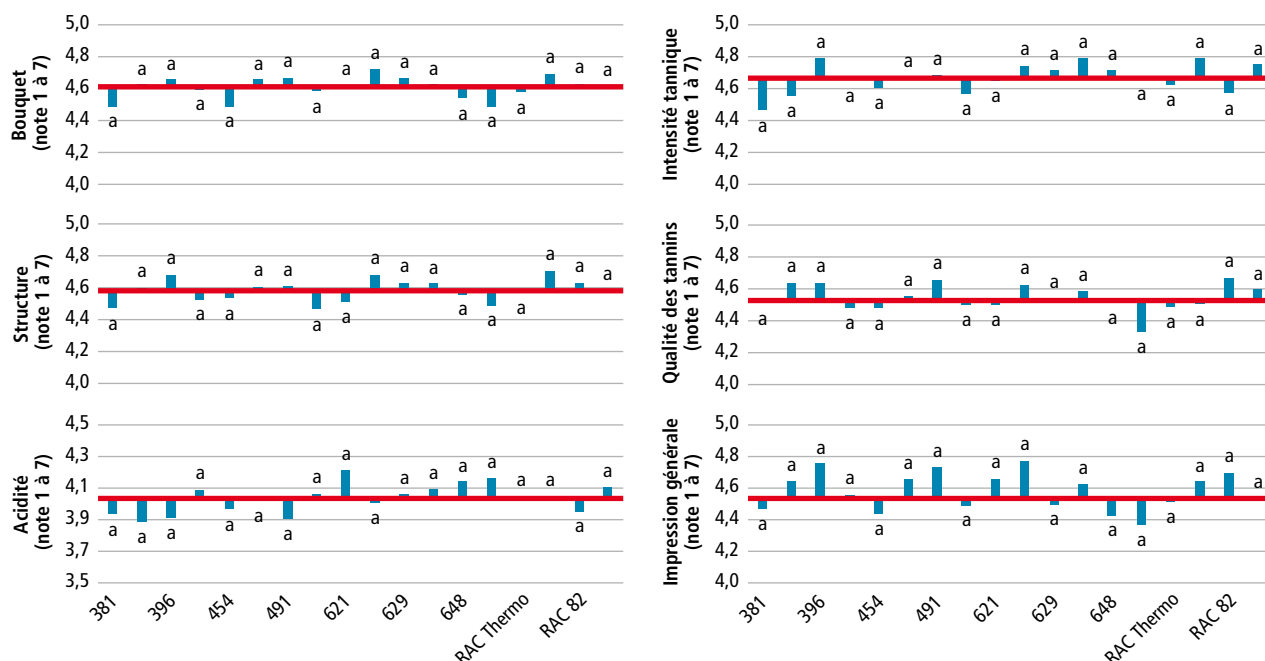 Bouquet
(note 1 à 7)
5,0
4,8
4,6
4,4
4,2
4,0
a a a a a a a a a a a a a a a a a a
Structure
(note 1 à 7)
5,0
4,8
4,6
4,4
4,2
4,0
a a a a a a a a a a a a a a a a a
Acidité
(note 1 à 7)
4,5
4,3
4,1
3,9
3,7
3,5
a a a a a a a a a a a a a a a a a a
381 396 454 491 621 629 648 RAC Thermo RAC 82
Intensité tannique
(note 1 à 7)
5,0
4,8
4,6
4,4
4,2
4,0
a a a a a a a a a a a a a a a a a a
Qualité des tannins
(note 1 à 7)
5,0
4,8
4,6
4,4
4,2
4,0
a a a a a a a a a a a a a a a a a a
Impression générale
(note 1 à 7)
5,0
4,8
4,6
4,4
4,2
4,0
a a a a a a a a a a a a a a a a a a
381 396 454 491 621 629 648 RAC Thermo RAC 82